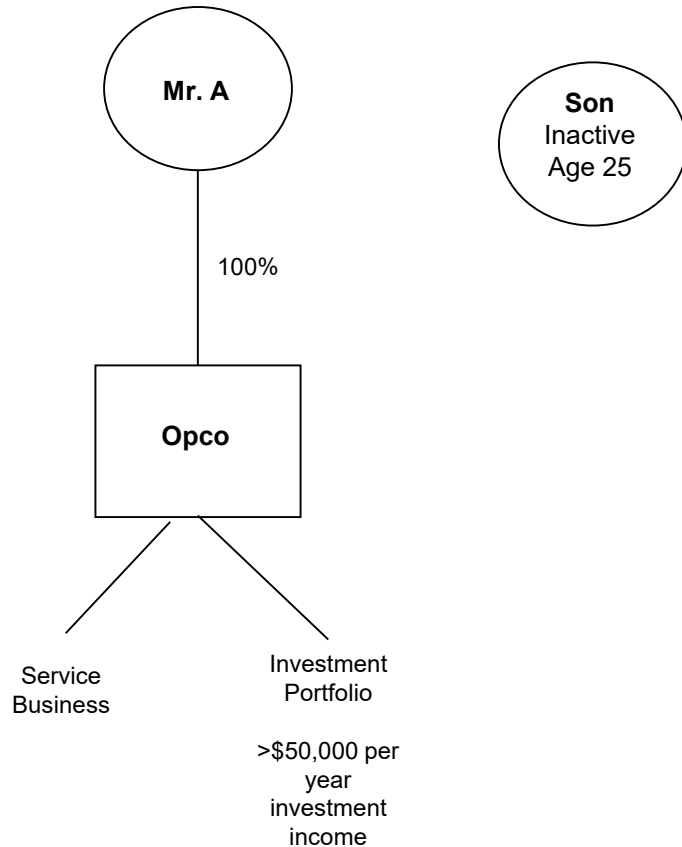 Mr. A
Son
Inactive
Age 25
100%
Opco
Service
Business
Investment
Portfolio
>$50,000 per
year
investment
income